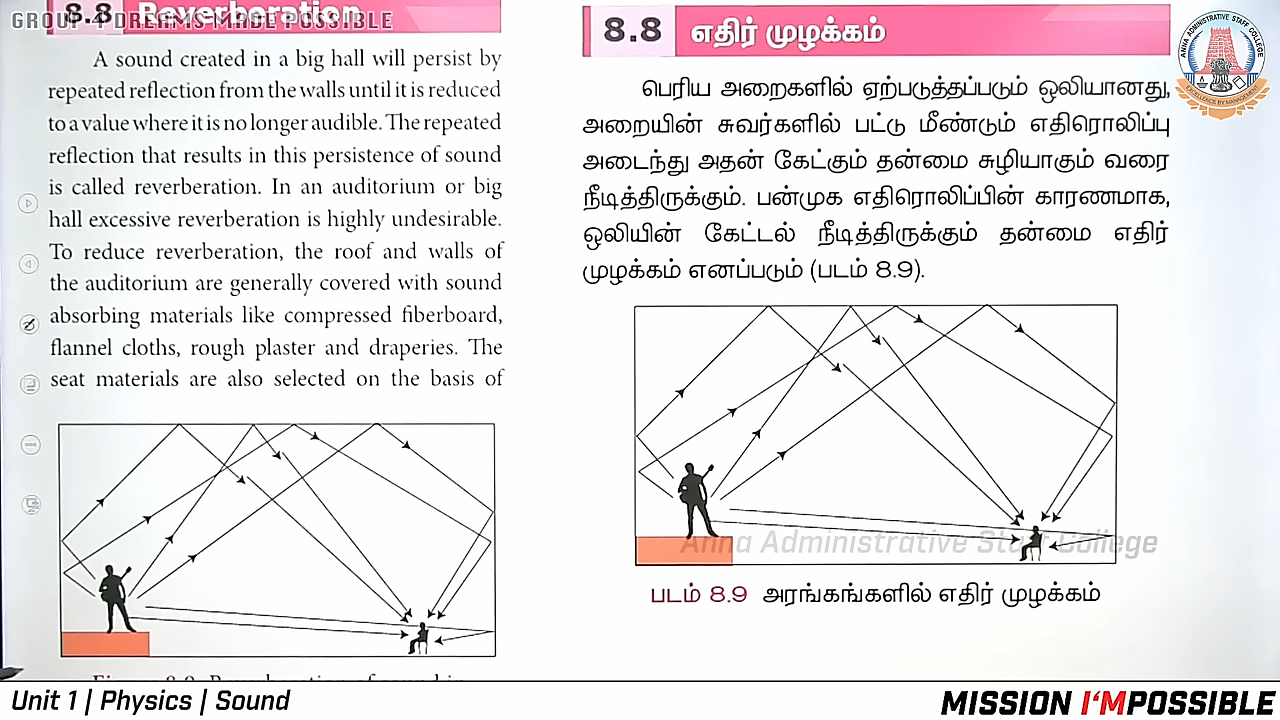 GROUP 4 DREAMS MADE POSSIBLE
8.8 Reverberation
A sound created in a big hall will persist by
repeated reflection from the walls until it is reduced
to a value where it is no longer audible. The repeated
reflection that results in this persistence of sound
is called reverberation. In an auditorium or big
hall excessive reverberation is highly undesirable.
To reduce reverberation, the roof and walls of
the auditorium are generally covered with sound
absorbing materials like compressed fiberboard,
flannel cloths, rough plaster and draperies. The
seat materials are also selected on the basis of
8.8 எதிர் முழக்கம்
பெரிய அறைகளில் ஏற்படுத்தப்படும் ஒலியானது,
அறையின் சுவர்களில் பட்டு மீண்டும் எதிரொலிப்பு
அடைந்து அதன் கேட்கும் தன்மை சுழியாகும் வரை
நீடித்திருக்கும். பன்முக எதிரொலிப்பின் காரணமாக,
ஒலியின் கேட்டல் நீடித்திருக்கும் தன்மை எதிர்
முழக்கம் எனப்படும் (படம் 8.9).
Anna Administrative Staff College
படம் 8.9 அரங்கங்களில் எதிர் முழக்கம்
ANNA ADMINISTRATIVE STAFF COLLEGE
EXCELLENCE BY MANAGEMENT
Unit 1 | Physics | Sound
MISSION I'MPOSSIBLE